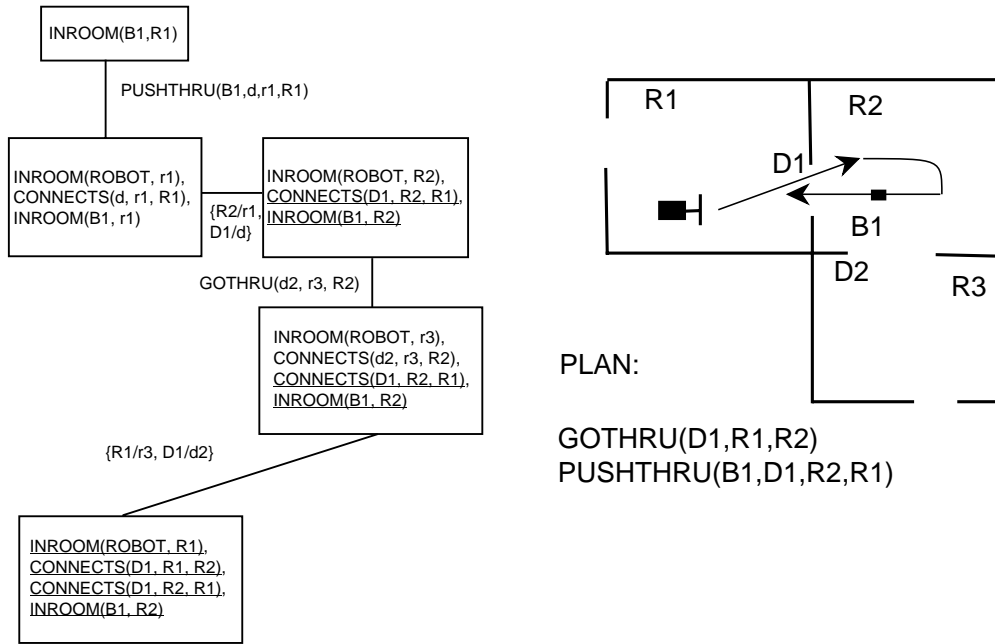 INROOM(B1,R1)
PUSHTHRU(B1,d,r1,R1)
INROOM(ROBOT, r1),
CONNECTS(d, r1, R1),
INROOM(B1, r1)
{R2/r1,
D1/d}
INROOM(ROBOT, R2),
CONNECTS(D1, R2, R1),
INROOM(B1, R2)
GOTHRU(d2, r3, R2)
INROOM(ROBOT, r3),
CONNECTS(d2, r3, R2),
CONNECTS(D1, R2, R1),
INROOM(B1, R2)
{R1/r3, D1/d2}
INROOM(ROBOT, R1),
CONNECTS(D1, R1, R2),
CONNECTS(D1, R2, R1),
INROOM(B1, R2)
R1
R2
D1
B1
D2
R3
PLAN:
GOTHRU(D1,R1,R2)
PUSHTHRU(B1,D1,R2,R1)